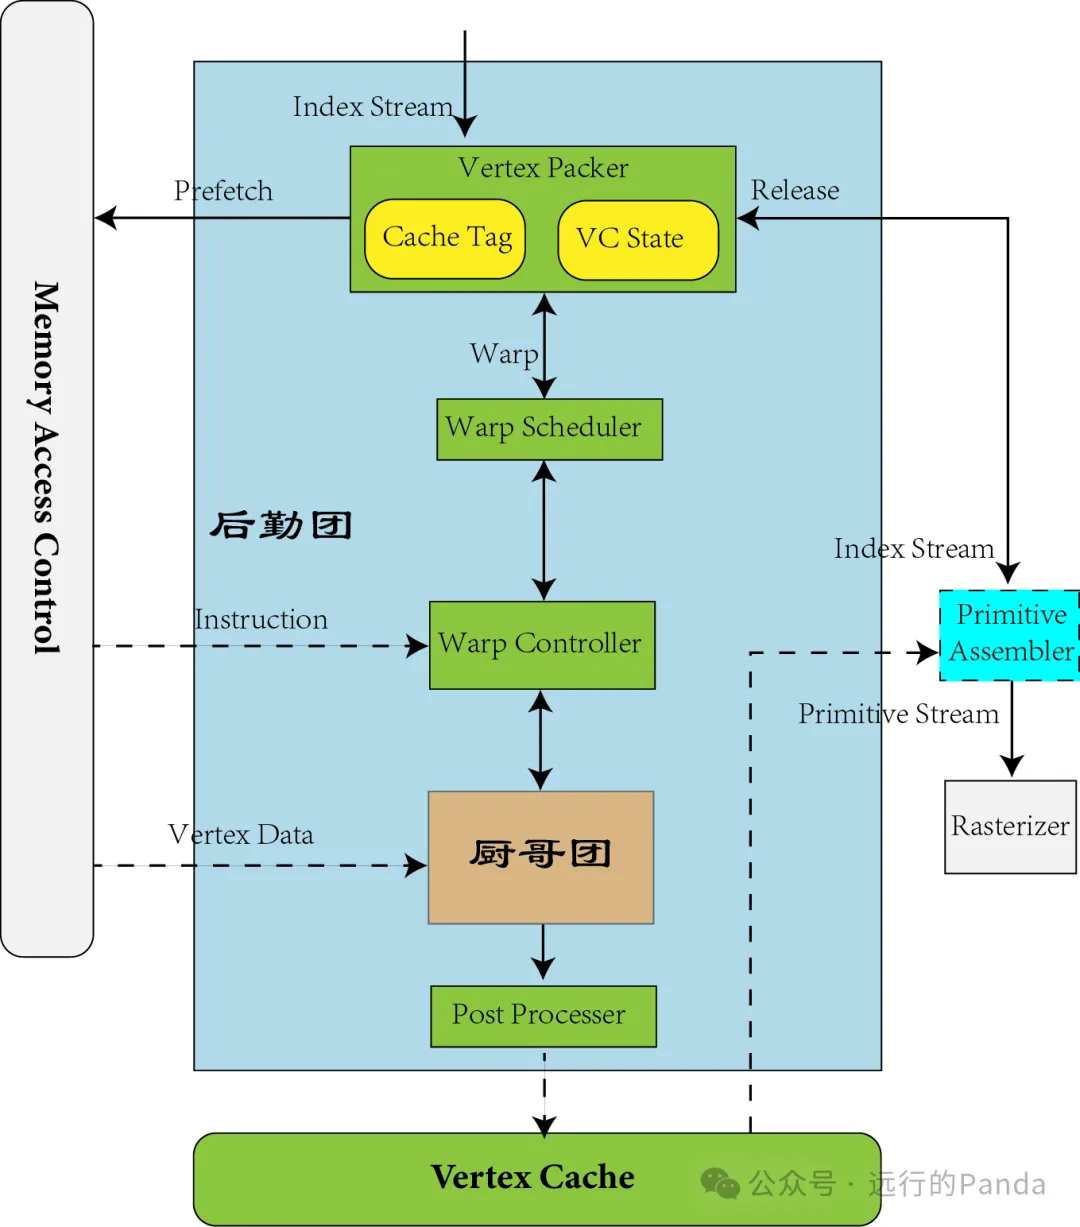 Index Stream
Vertex Packer
Prefetch
Release
Cache Tag
VC State
Memory Access Control
Warp
Warp Scheduler
后勤团
Index Stream
Instruction
Warp Controller
Primitive
Assembler
Primitive Stream
Vertex Data
厨哥团
Rasterizer
Post Processer
Vertex Cache
公众号 · 远行的Panda